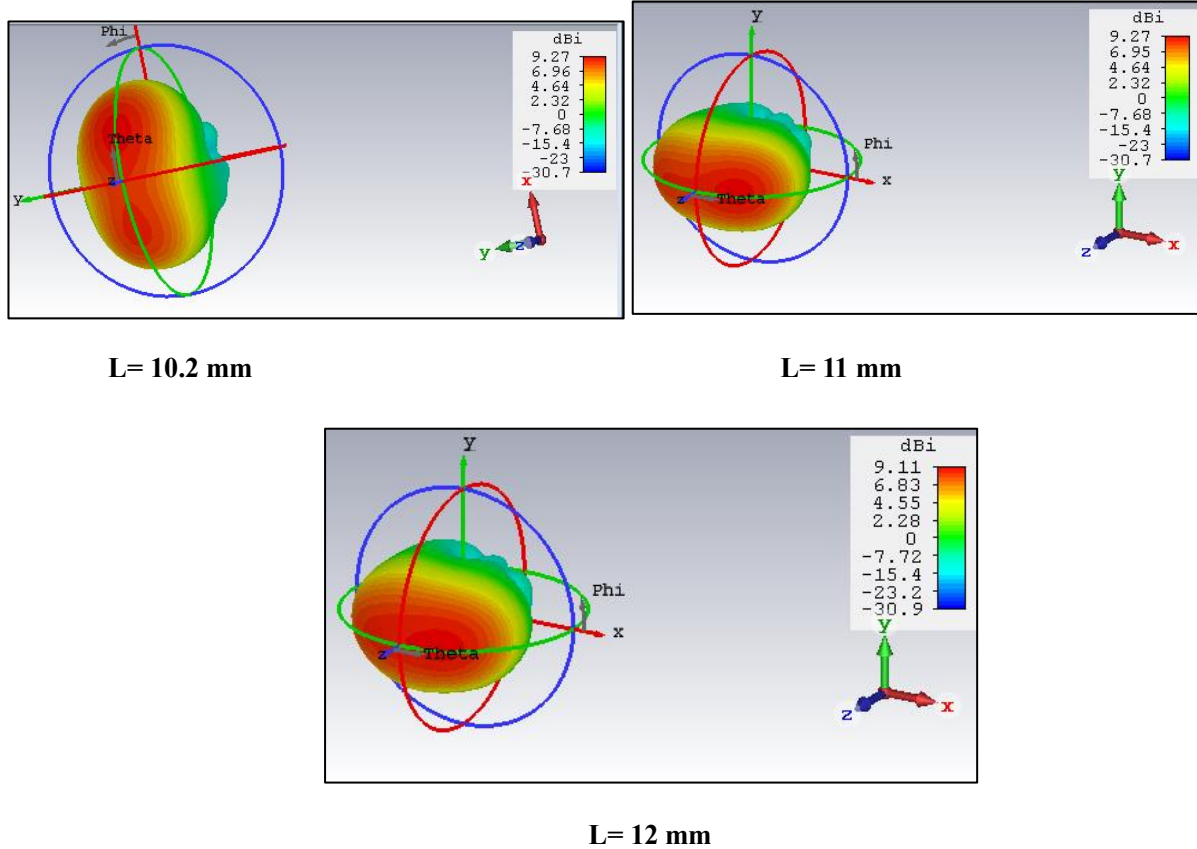 Phi
dBi
9.27
6.96
4.64
2.32
0
-7.68
-15.4
-23
-30.7
Theta
z
y
x
y
z
y
dBi
9.27
6.95
4.64
2.32
0
-7.68
-15.4
-23
-30.7
Phi
x
z
Theta
y
z
x
L= 10.2 mm
L= 11 mm
y
dBi
9.11
6.83
4.55
2.28
0
-7.72
-15.4
-23.2
-30.9
Phi
x
z
Theta
y
z
x
L= 12 mm